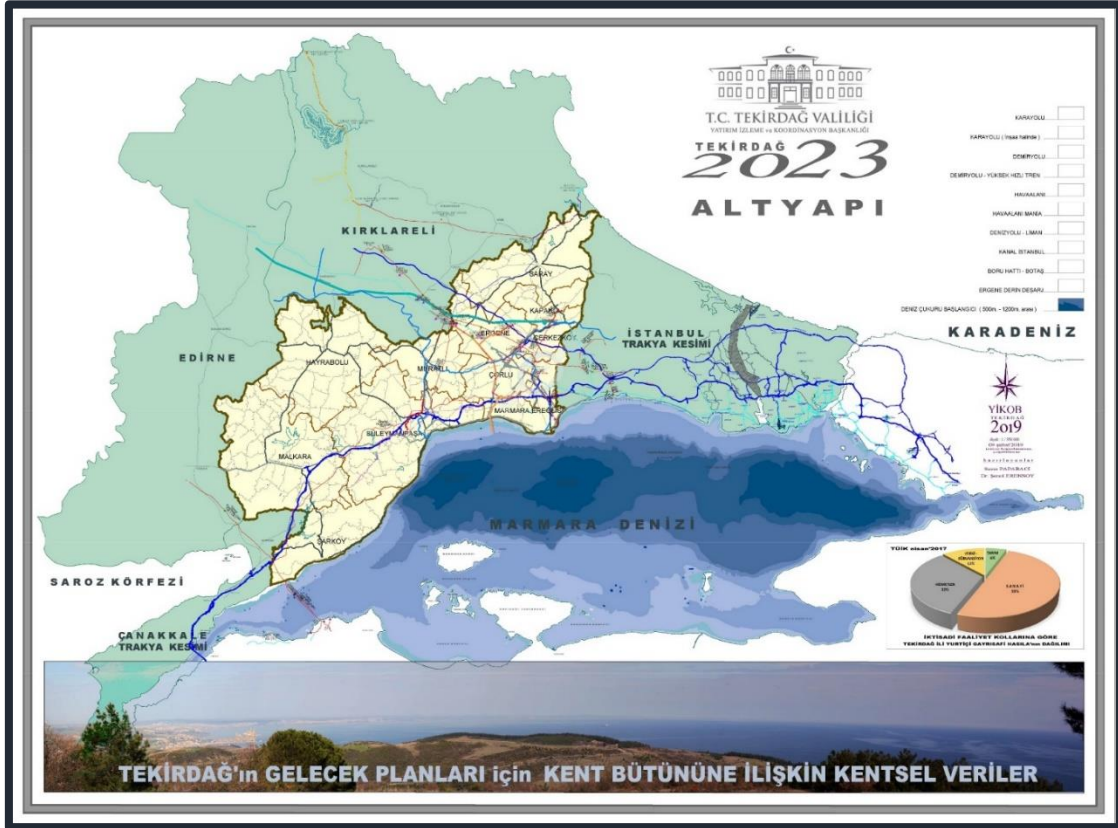 T.C. TEKİRDAĞ VALİLİĞİ
YATIRIM İZLEME ve KOORDİNASYON BAŞKANLIĞI
TEKİRDAĞ
2023
ALTYAPI
KARAYOLU
KARAYOLU ( İnşaa halinde )
DEMİRYOLU
DEMİRYOLU - YÜKSEK HIZLI TREN
HAVAALANI
HAVAALANI MANİA
DENİZYOLU - LİMAN
KANAL İSTANBUL
BORU HATTI - BOTAŞ
ERGENE DERİN DEŞARJ
DENİZ ÇUKURU BAŞLANGICI ( 500m. - 1200m. arası )
KARADENİZ
KIRKLARELİ
SARAY
KAPAKLI
ERGENE
ÇERKEZKÖY
İSTANBUL
TRAKYA KESİMİ
EDİRNE
HAYRABOLU
MURATLI
ÇORLU
MARMARA EREĞLİSİ
SÜLEYMANPAŞA
MALKARA
ŞARKÖY
MARMARA DENİZİ
SAROZ KÖRFEZİ
ÇANAKKALE
TRAKYA KESİMİ
YİKOB
TEKİRDAĞ
2019
TÜİK nisan'2017
İKTİSADİ FAALİYET KOLLARINA GÖRE
TEKİRDAĞ İLİ YURTİÇİ GAYRISAFİ HASILA'nın DAĞILIMI
TEKİRDAĞ'ın GELECEK PLANLARI için KENT BÜTÜNÜNE İLİŞKİN KENTSEL VERİLER